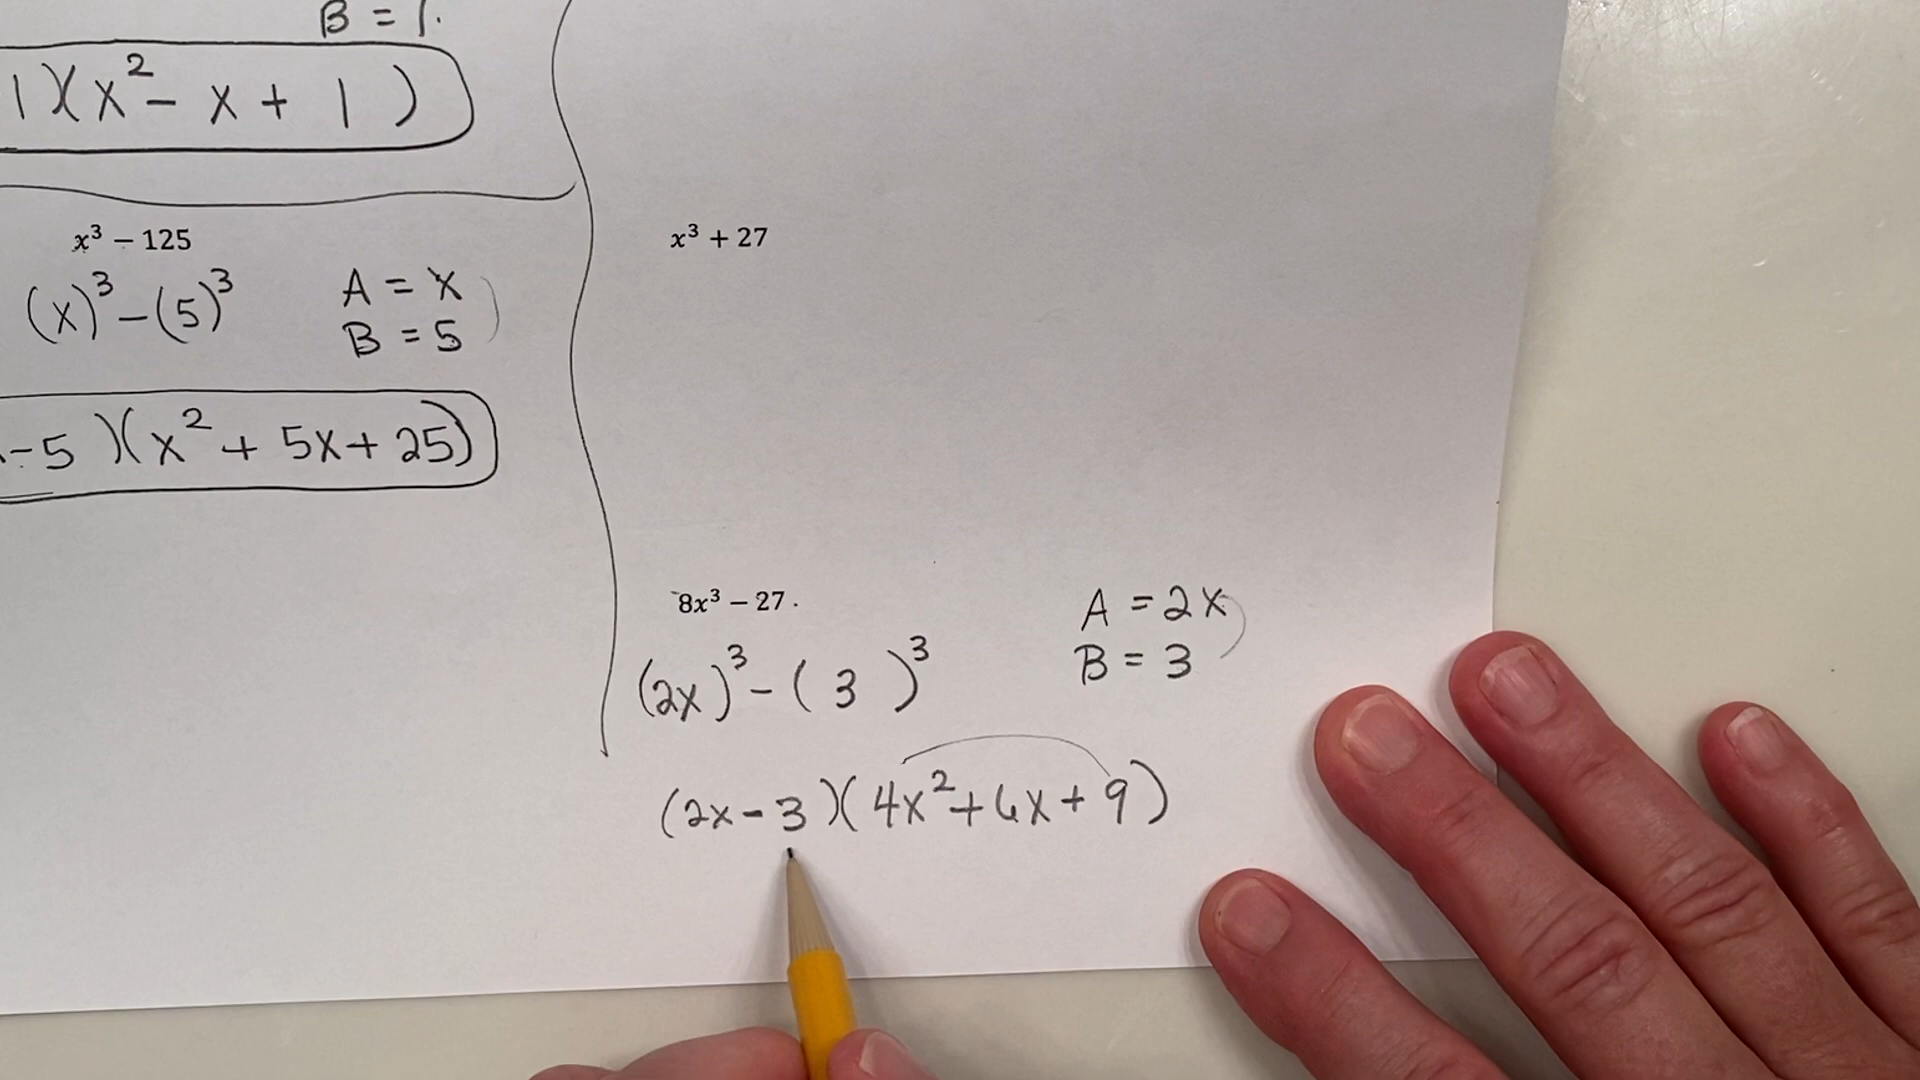 B = 1.
1)(x² - x + 1)
x³ − 125
(x)³ - (5)³
A = x
B = 5
-5)(x² + 5x + 25)
x³ + 27
8x³ − 27
A = 2x
B = 3
(2x)³ - (3)³
(2x - 3)(4x² + 6x + 9)